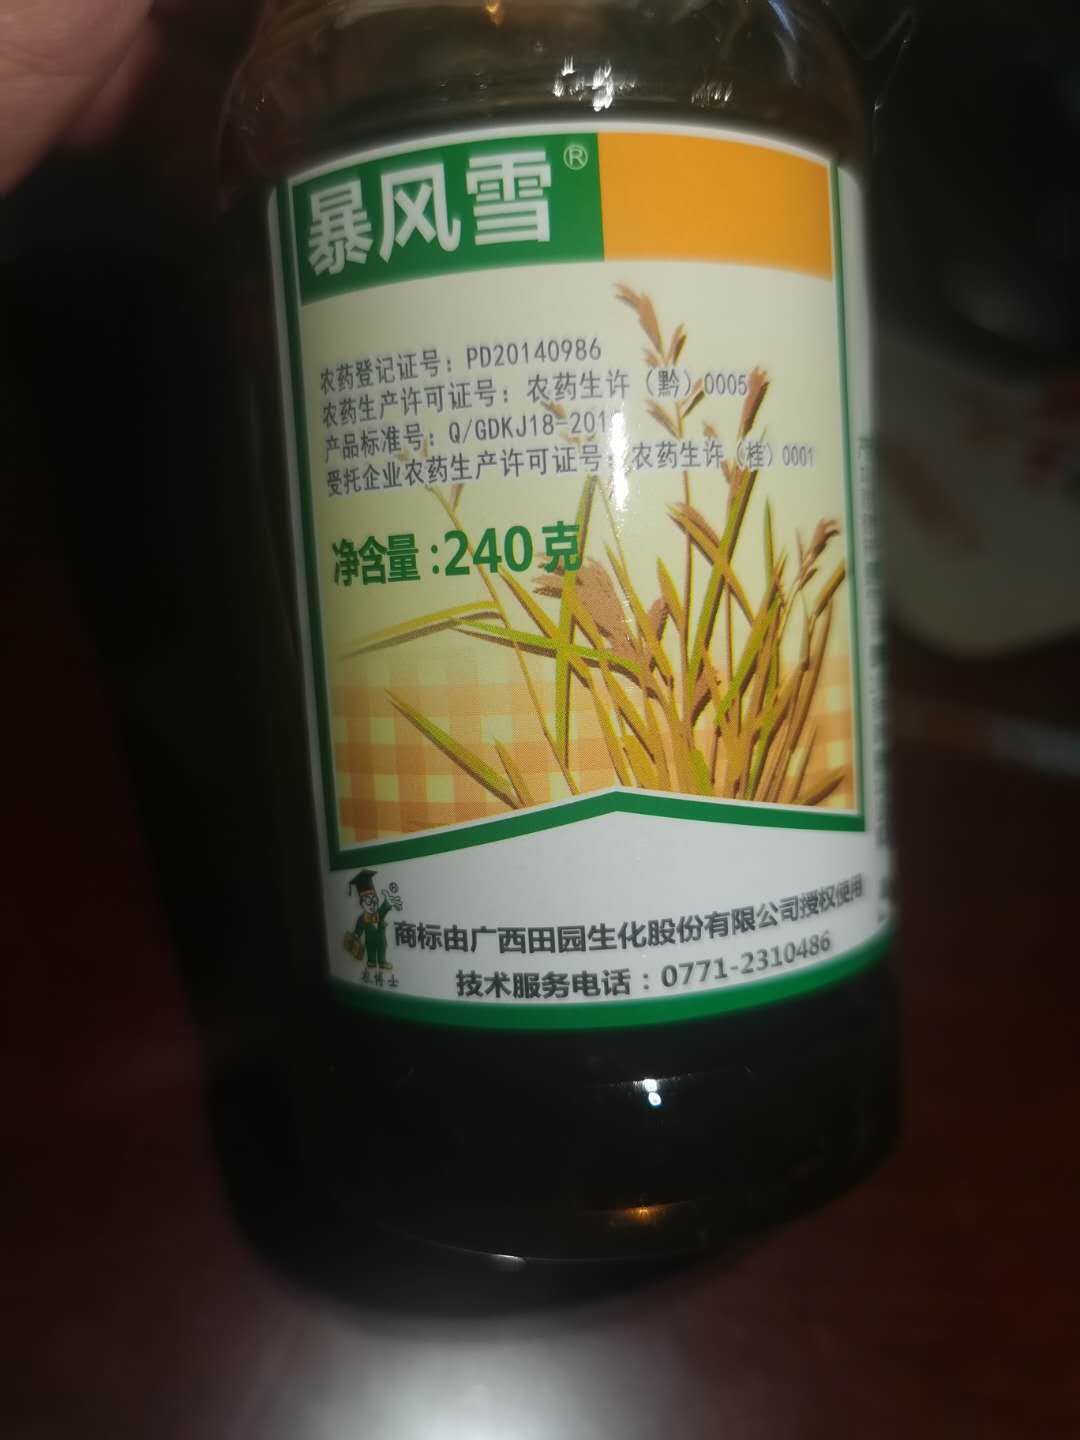 暴风雪®
农药登记证号：PD20140986
农药生产许可证号：农药生许（黔）0005
产品标准号：Q/GDKJ18-201
受托企业农药生产许可证号：农药生许（桂）0001
净含量:240克
商标由广西田园生化股份有限公司授权使用
农博士®
技术服务电话：0771-2310486